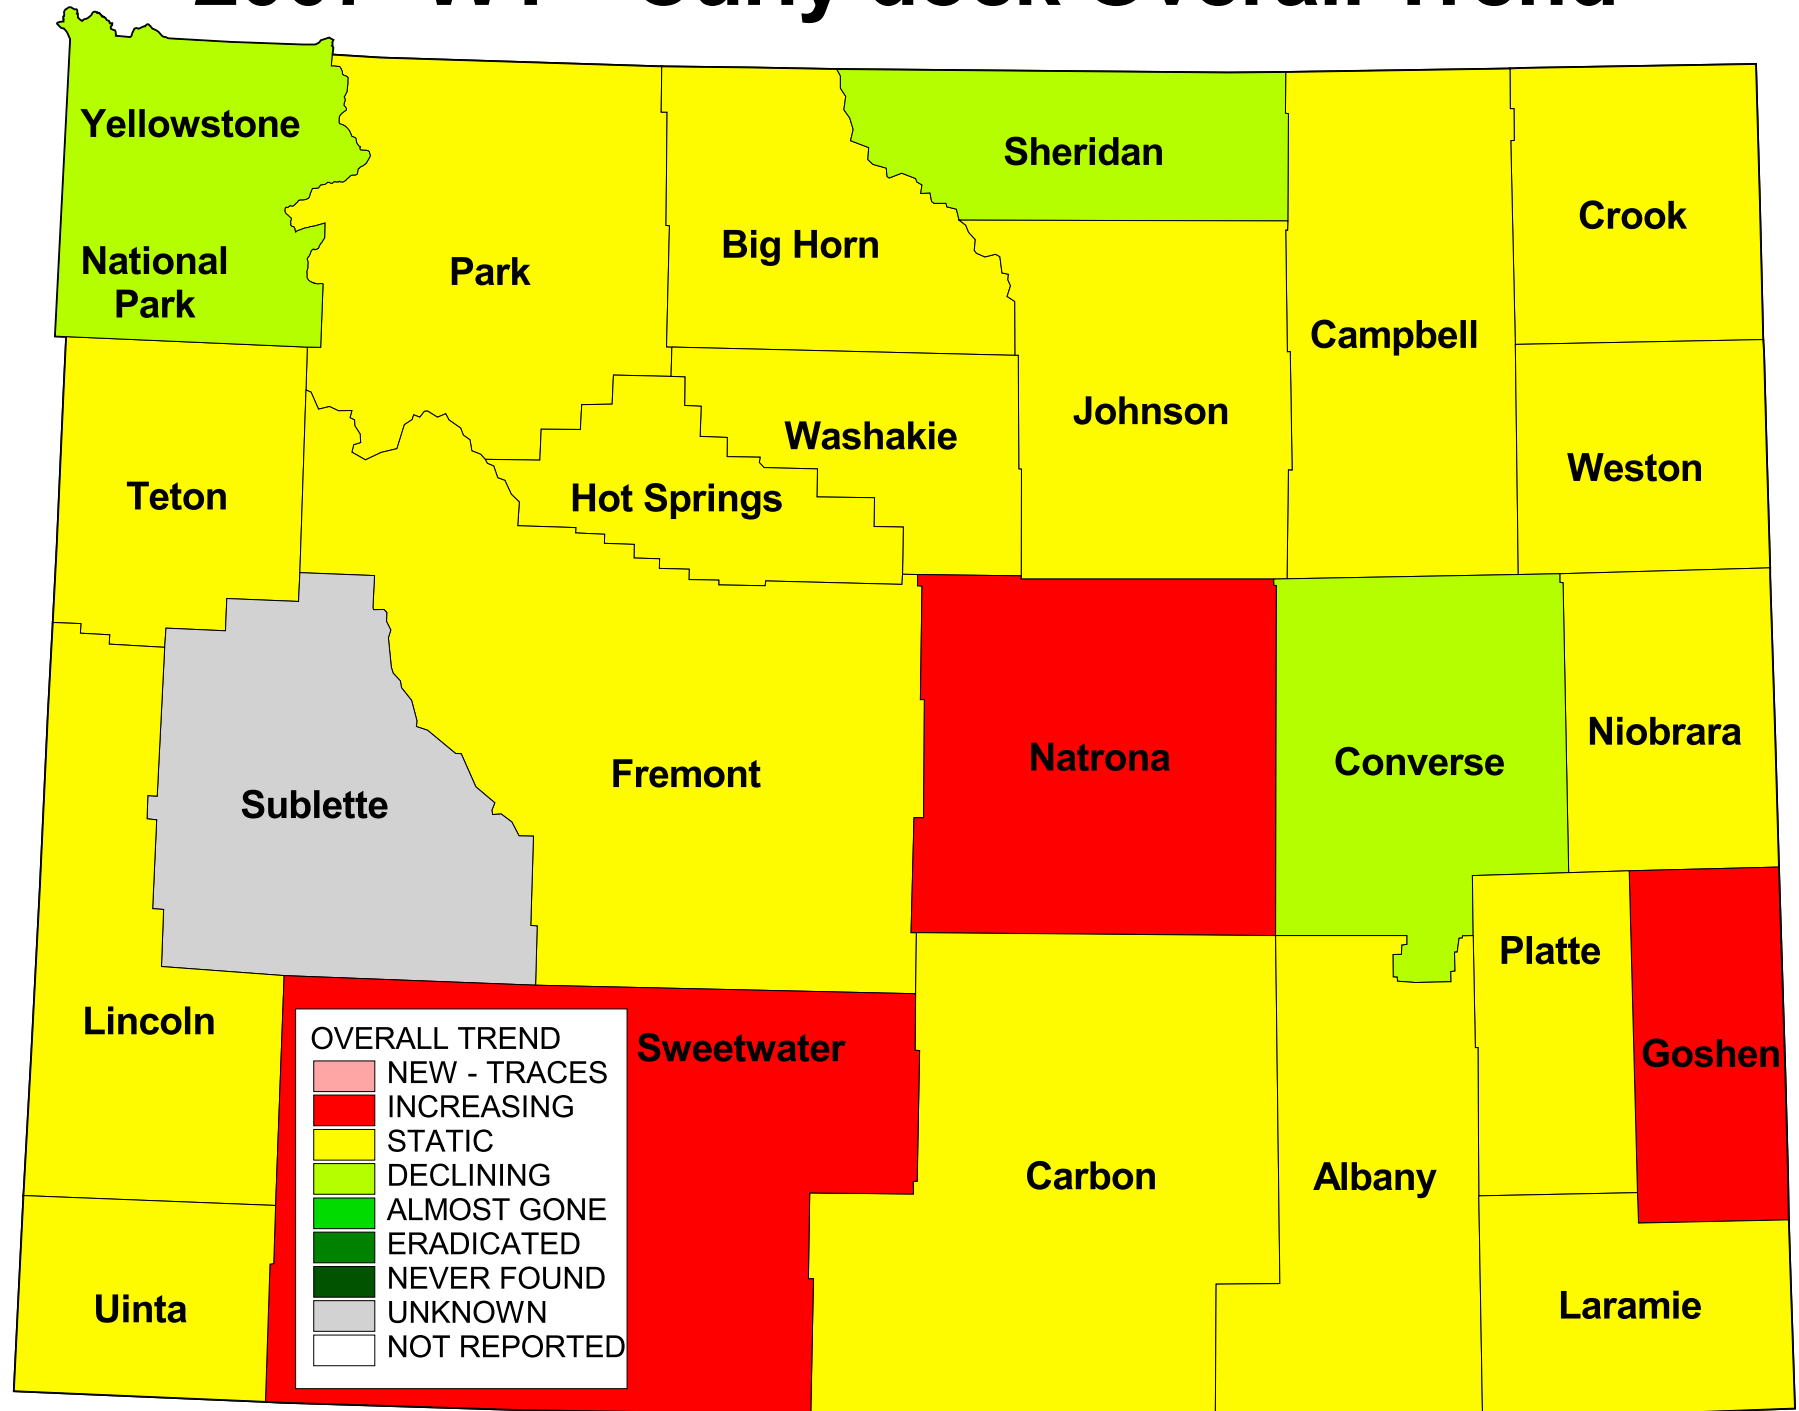 Overall Trend
Yellowstone
Sheridan
Crook
Big Horn
National
Park
Park
Campbell
Johnson
Washakie
Weston
Teton
Hot Springs
Niobrara
Natrona
Converse
Fremont
Sublette
Platte
Lincoln
Sweetwater
Goshen
OVERALL TREND
NEW - TRACES
INCREASING
STATIC
DECLINING
ALMOST GONE
ERADICATED
NEVER FOUND
UNKNOWN
NOT REPORTED
Carbon
Albany
Uinta
Laramie